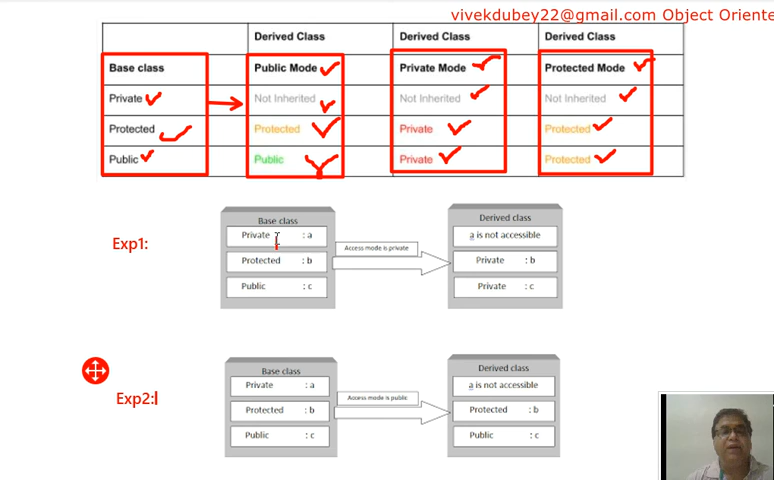 vivekdubey22@gmail.com Object Oriente
Derived Class Derived Class Derived Class
Base class Public Mode Private Mode Protected Mode
Private Not Inherited Not Inherited Not Inherited
Protected Protected Private Protected
Public Public Private Protected
Exp1:
Base class
Private : a
Protected : b
Public : c
Access mode is private
Derived class
a is not accessible
Private : b
Private : c
Exp2:
Base class
Private : a
Protected : b
Public : c
Access mode is public
Derived class
a is not accessible
Protected : b
Public : c